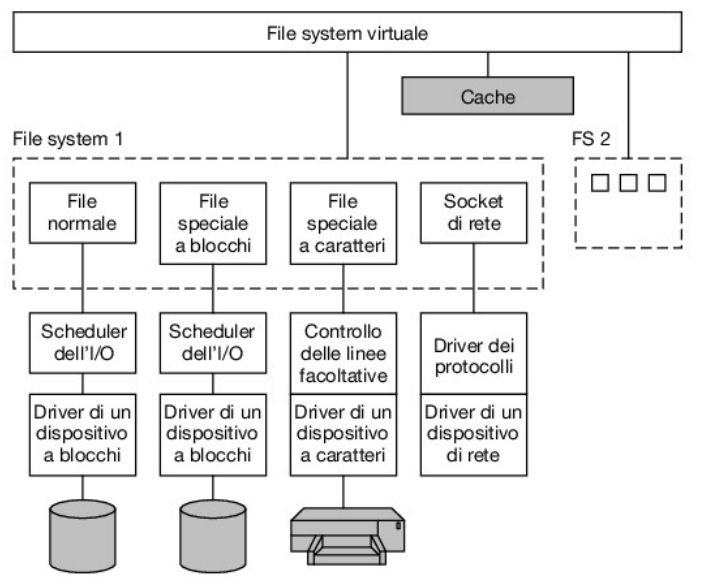 File system virtuale
Cache
File system 1
FS 2
File
normale
File
speciale
a blocchi
File
speciale
a caratteri
Socket
di rete
Scheduler
dell'I/O
Scheduler
dell'I/O
Controllo
delle linee
facoltative
Driver dei
protocolli
Driver di un
dispositivo
a blocchi
Driver di un
dispositivo
a blocchi
Driver di un
dispositivo
a caratteri
Driver di un
dispositivo
di rete